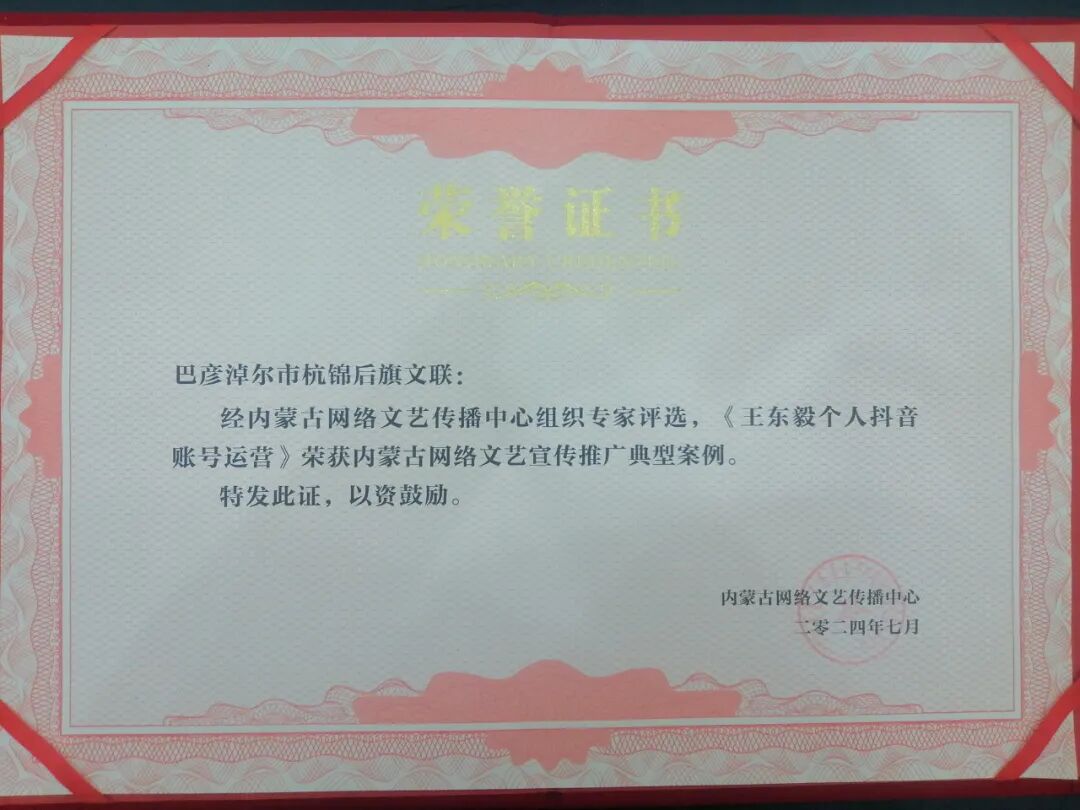 荣誉证书
巴彦淖尔市杭锦后旗文联：
经内蒙古网络文艺传播中心组织专家评选，《王东毅个人抖音
账号运营》荣获内蒙古网络文艺宣传推广典型案例。
特发此证，以资鼓励。
内蒙古网络文艺传播中心
二零二四年七月